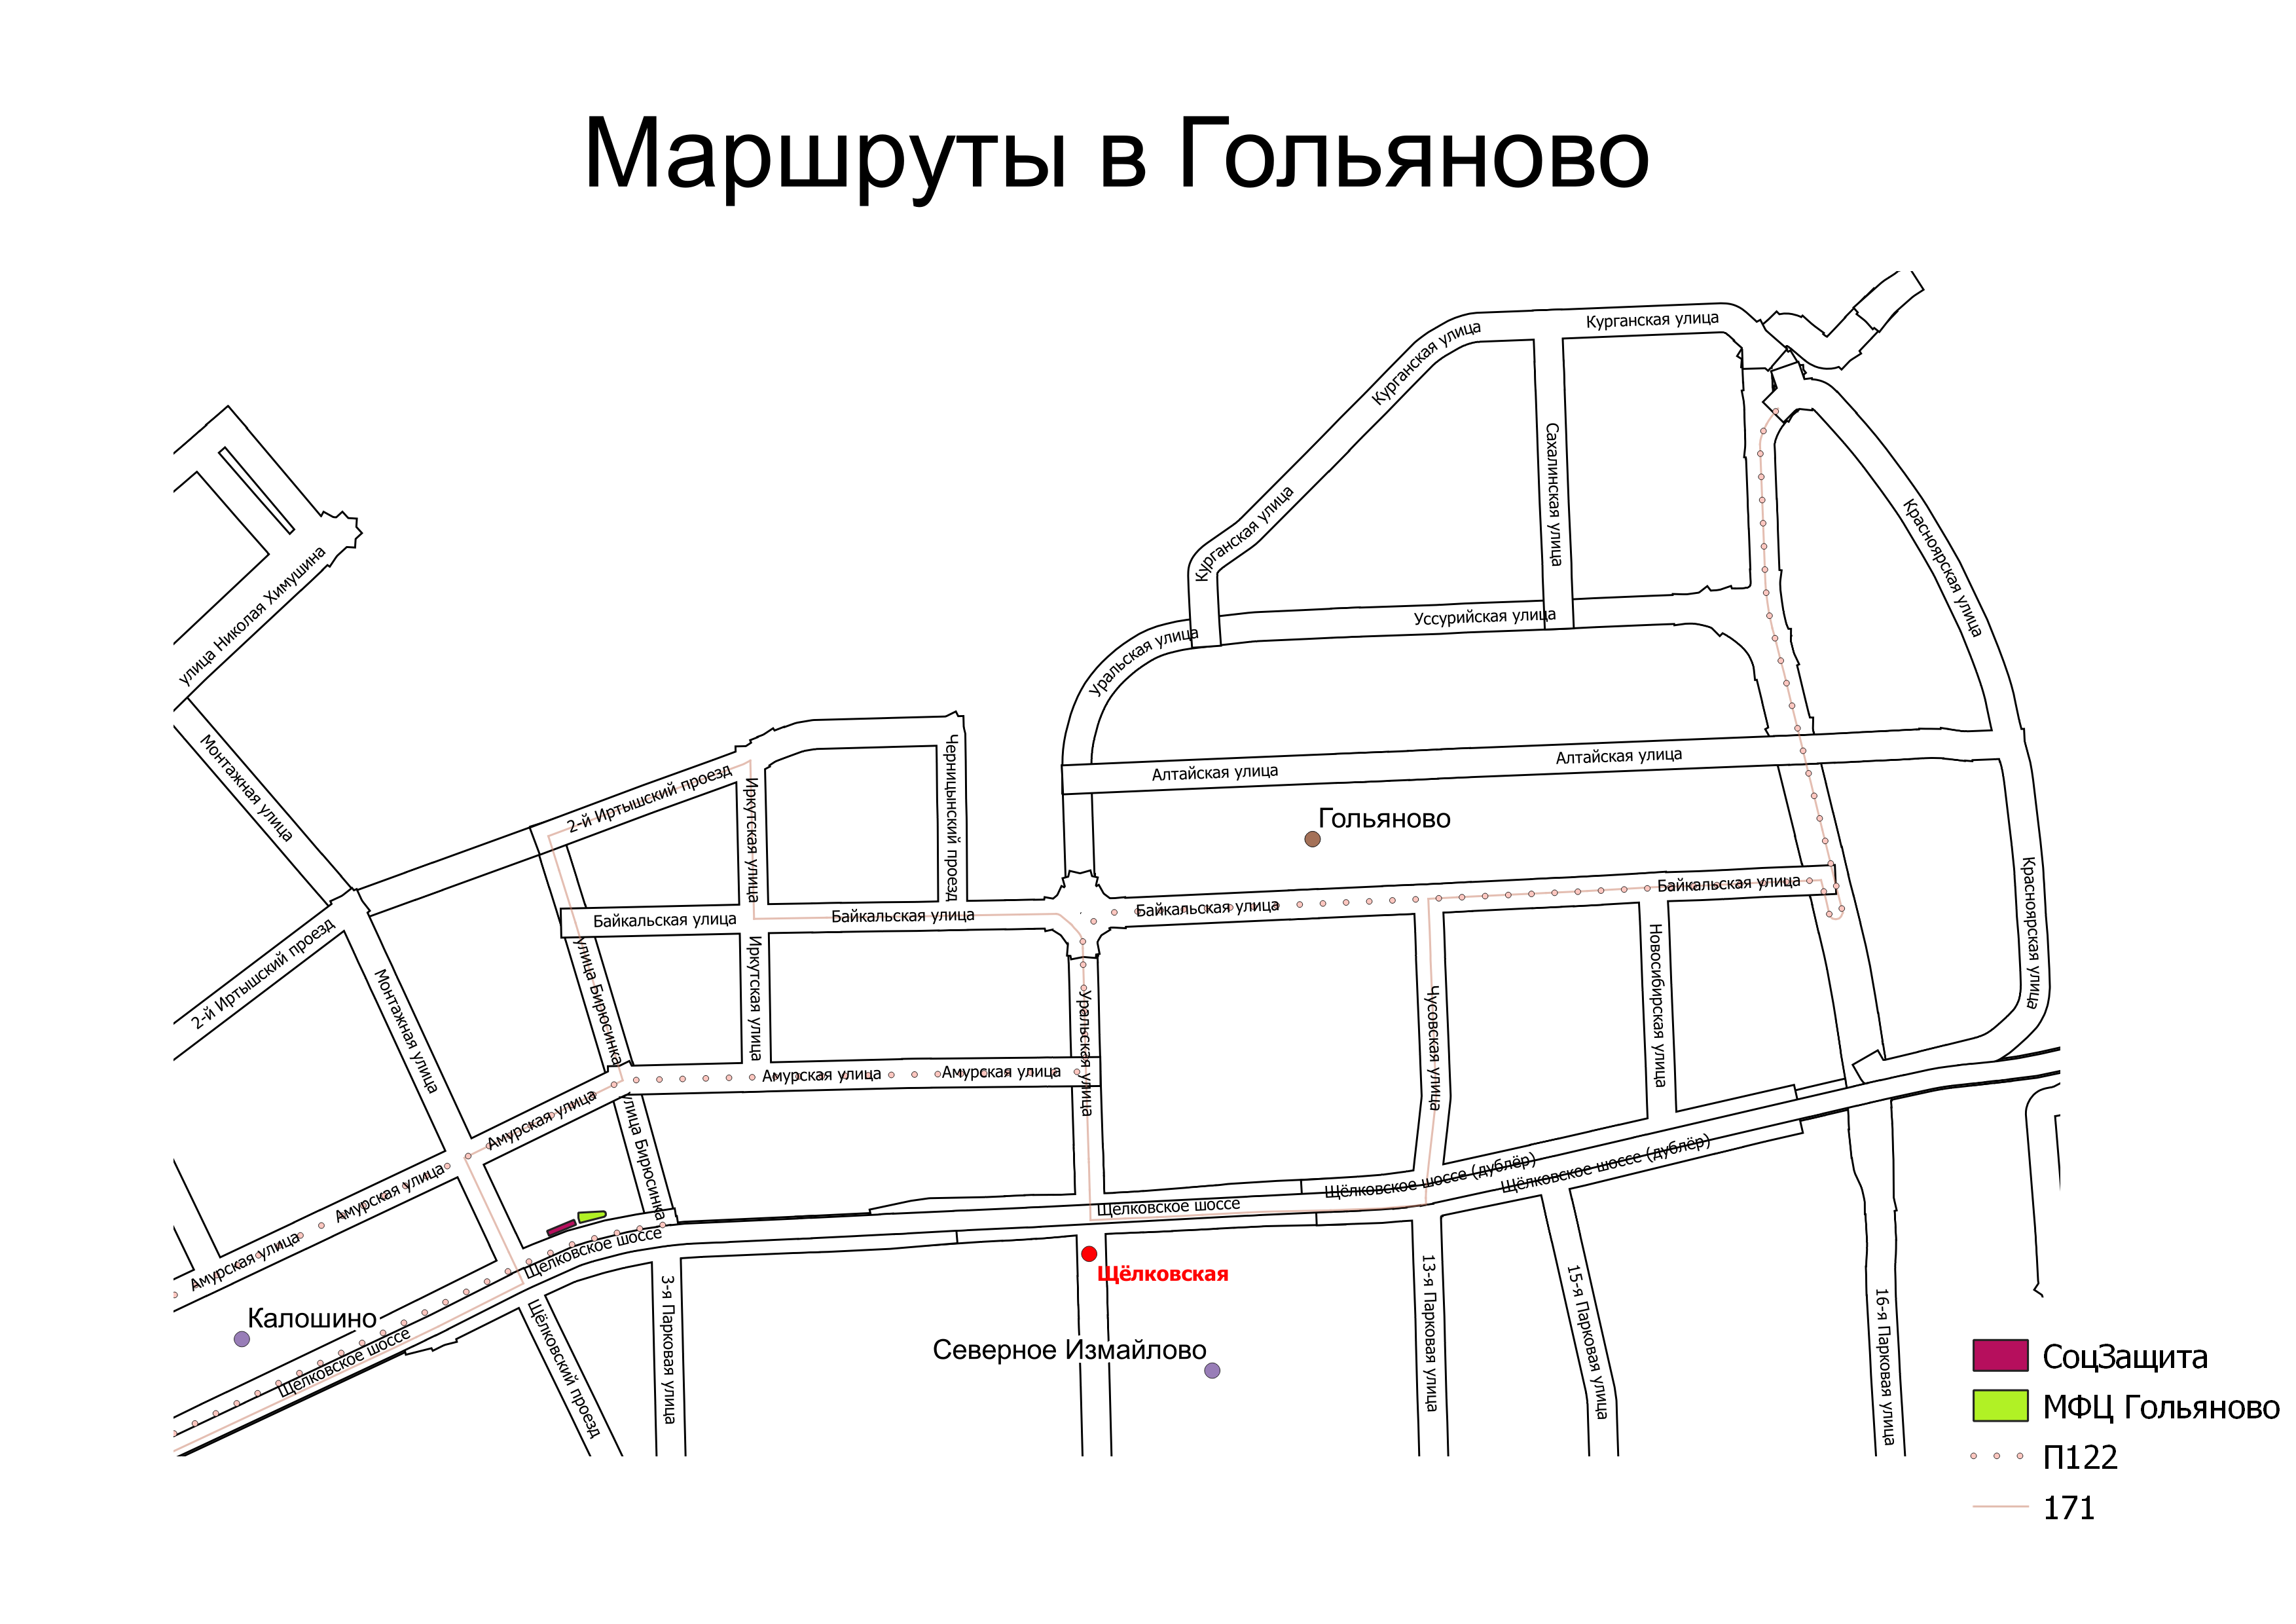 Маршруты в Гольяново
Курганская улица
Курганская улица
Курганская улица
Сахалинская улица
Красноярская улица
улица Николая Химушина
Уссурийская улица
Уральская улица
Монтажная улица
2-й Иртышский проезд
Иркутская улица
Черницынский проезд
Алтайская улица
Алтайская улица
Гольяново
Байкальская улица
Байкальская улица
Байкальская улица
Байкальская улица
Красноярская улица
2-й Иртышский проезд
Монтажная улица
улица Бирюсинка
Иркутская улица
Уральская улица
Чусовская улица
Новосибирская улица
Амурская улица
Амурская улица
Амурская улица
улица Бирюсинка
Амурская улица
Амурская улица
Щёлковское шоссе
Щёлковское шоссе
Щёлковское шоссе (дублёр)
Щёлковское шоссе (дублёр)
Щёлковская
Калошино
Щёлковское шоссе
Щёлковский проезд
3-я Парковая улица
Северное Измайлово
13-я Парковая улица
15-я Парковая улица
16-я Парковая улица
СоцЗащита
МФЦ Гольяново
П122
171